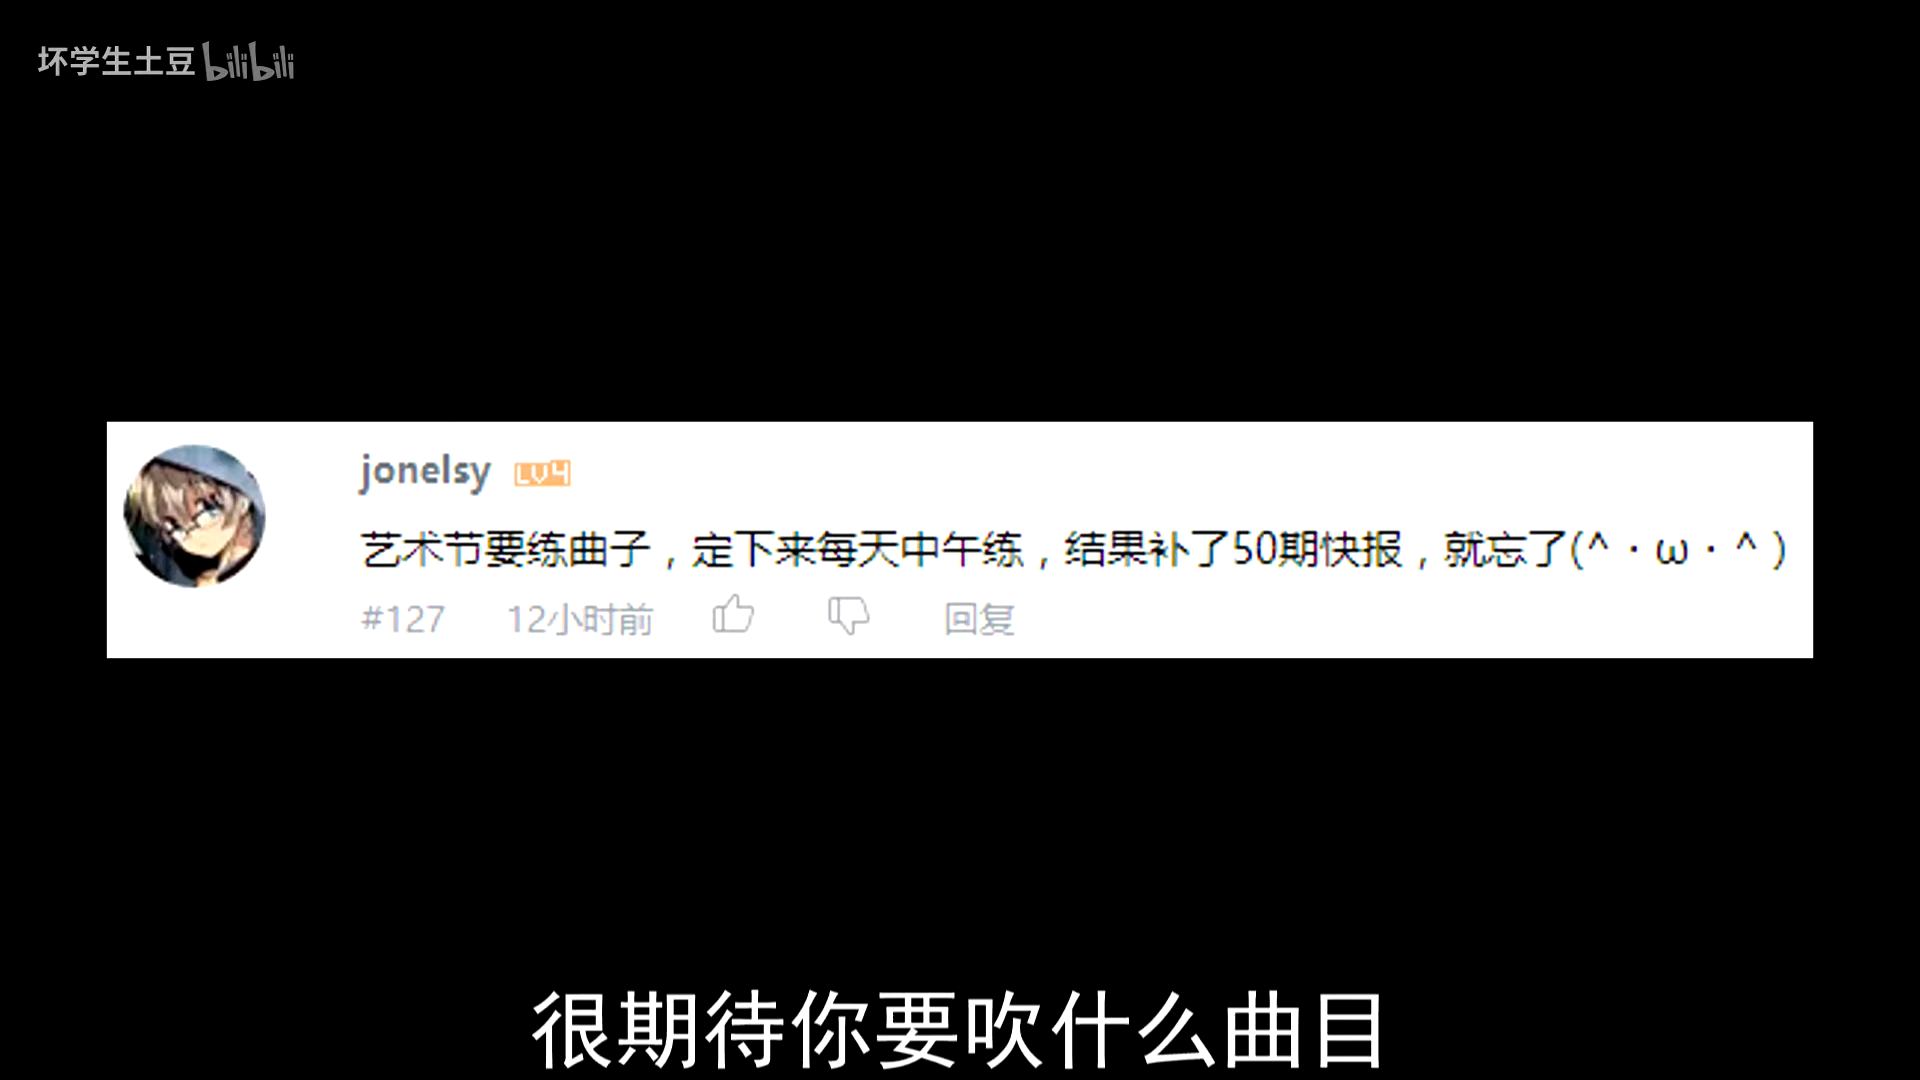 坏学生土豆 bilibili
jonelsy LV4
艺术节要练曲子，定下来每天中午练，结果补了50期快报，就忘了(^・ω・^)
#127 12小时前 回复
很期待你要吹什么曲目